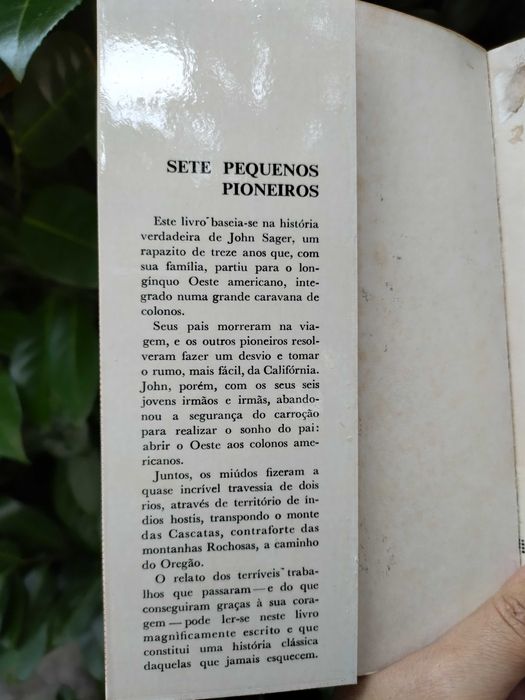 SETE PEQUENOS
PIONEIROS
Este livro baseia-se na história
verdadeira de John Sager, um
rapazito de treze anos que, com
sua família, partiu para o lon-
gínquo Oeste americano, inte-
grado numa grande caravana de
colonos.
Seus pais morreram na via-
gem, e os outros pioneiros resol-
veram fazer um desvio e tomar
o rumo, mais fácil, da Califórnia.
John, porém, com os seus seis
jovens irmãos e irmãs, abando-
nou a segurança do carroção
para realizar o sonho do pai:
abrir o Oeste aos colonos ame-
ricanos.
Juntos, os miúdos fizeram a
quase incrível travessia de dois
rios, através de território de ín-
dios hostis, transpondo o monte
das Cascatas, contraforte das
montanhas Rochosas, a caminho
do Oregão.
O relato dos terríveis traba-
lhos que passaram — e do que
conseguiram graças à sua cora-
gem — pode ler-se neste livro
magnìficamente escrito e que
constitui uma história clássica
daquelas que jamais esquecem.